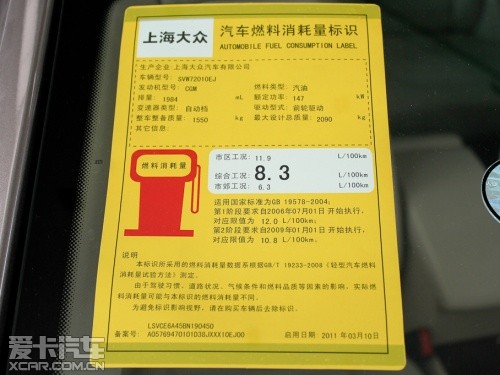 上海大众
汽车燃料消耗量标识
AUTOMOBILE FUEL CONSUMPTION LABEL
生产企业:上海大众汽车有限公司
车辆型号: SVW72010EJ
发动机型号: CGM 燃料类型: 汽油
排量: 1984 mL 额定功率: 147 kW
变速器类型: 自动档 驱动型式: 前轮驱动
整车整备质量: 1550 kg 最大设计总质量: 2090 kg
其它信息:
燃料消耗量
市区工况: 11.9 L/100km
综合工况: 8.3 L/100km
市郊工况: 6.3 L/100km
适用国家标准为GB 19578-2004;
第1阶段要求自2006年07月01日开始执行,
对应限值为 12.0 L/100km;
第2阶段要求自2009年01月01日开始执行,
对应限值为 10.8 L/100km;
说明
本标识所采用的燃料消耗量数据系根据GB/T 19233-2008《轻型汽车燃料
消耗量试验方法》测定。
由于驾驶习惯、道路状况、气候条件和燃料品质等因素的影响,实际燃
料消耗量可能与本标识的燃料消耗量不同。
为避免标识影响视野,请在购买车辆后去除标识。
LSVCE6A45BN190450
备案号: A05769470101D38JXXX10EJ00 启用日期: 2011 年03月10日
爱卡汽车
XCAR.COM.CN